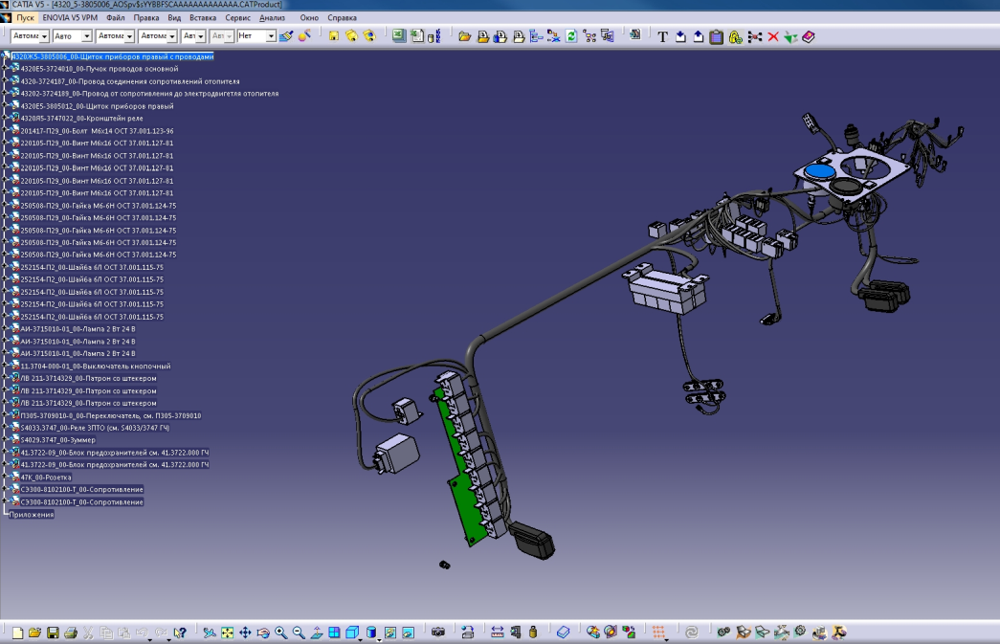 CATIA V5 - [4320_5-3805006_AOSpv$sYYBBFSCAAAAAAAAAAAAA.CATProduct]
Пуск ENOVIA V5 VPM Файл Правка Вид Вставка Сервис Анализ Окно Справка
Автома Авто Автома Автома Авт Авт Нет
4320Ж5-3805006_00-Щиток приборов правый с проводами
4320Е5-3724010_00-Пучок проводов основной
4320-3724187_00-Провод соединения сопротивлений отопителя
43202-3724189_00-Провод от сопротивления до электродвигетля отопителя
4320Е5-3805012_00-Щиток приборов правый
4320Я5-3747022_00-Кронштейн реле
201417-П29_00-Болт М6х14 ОСТ 37.001.123-96
220105-П29_00-Винт М6х16 ОСТ 37.001.127-81
220105-П29_00-Винт М6х16 ОСТ 37.001.127-81
220105-П29_00-Винт М6х16 ОСТ 37.001.127-81
220105-П29_00-Винт М6х16 ОСТ 37.001.127-81
220105-П29_00-Винт М6х16 ОСТ 37.001.127-81
250508-П29_00-Гайка М6-6Н ОСТ 37.001.124-75
250508-П29_00-Гайка М6-6Н ОСТ 37.001.124-75
250508-П29_00-Гайка М6-6Н ОСТ 37.001.124-75
250508-П29_00-Гайка М6-6Н ОСТ 37.001.124-75
250508-П29_00-Гайка М6-6Н ОСТ 37.001.124-75
252154-П2_00-Шайба 6Л ОСТ 37.001.115-75
252154-П2_00-Шайба 6Л ОСТ 37.001.115-75
252154-П2_00-Шайба 6Л ОСТ 37.001.115-75
252154-П2_00-Шайба 6Л ОСТ 37.001.115-75
252154-П2_00-Шайба 6Л ОСТ 37.001.115-75
АИ-3715010-01_00-Лампа 2 Вт 24 В
АИ-3715010-01_00-Лампа 2 Вт 24 В
АИ-3715010-01_00-Лампа 2 Вт 24 В
11.3704-000-01_00-Выключатель кнопочный
ЛВ 211-3714329_00-Патрон со штекером
ЛВ 211-3714329_00-Патрон со штекером
ЛВ 211-3714329_00-Патрон со штекером
П305-3709010-0_00-Переключатель, см. П305-3709010
S4033.3747_00-Реле ЗПТО (см. S4033/3747 ГЧ)
S4029.3747_00-Зуммер
41.3722-09_00-Блок предохранителей см. 41.3722.000 ГЧ
41.3722-09_00-Блок предохранителей см. 41.3722.000 ГЧ
47К_00-Розетка
СЭ300-8102100-Т_00-Сопротивление
СЭ300-8102100-Т_00-Сопротивление
Приложения